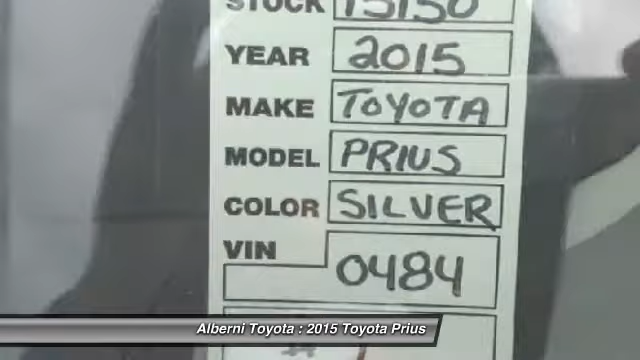 STOCK 15150
YEAR 2015
MAKE TOYOTA
MODEL PRIUS
COLOR SILVER
VIN 0484
Alberni Toyota : 2015 Toyota Prius